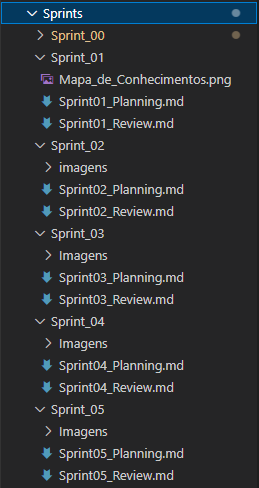 Sprints
Sprint_00
Sprint_01
Mapa_de_Conhecimentos.png
Sprint01_Planning.md
Sprint01_Review.md
Sprint_02
imagens
Sprint02_Planning.md
Sprint02_Review.md
Sprint_03
Imagens
Sprint03_Planning.md
Sprint03_Review.md
Sprint_04
Imagens
Sprint04_Planning.md
Sprint04_Review.md
Sprint_05
Imagens
Sprint05_Planning.md
Sprint05_Review.md